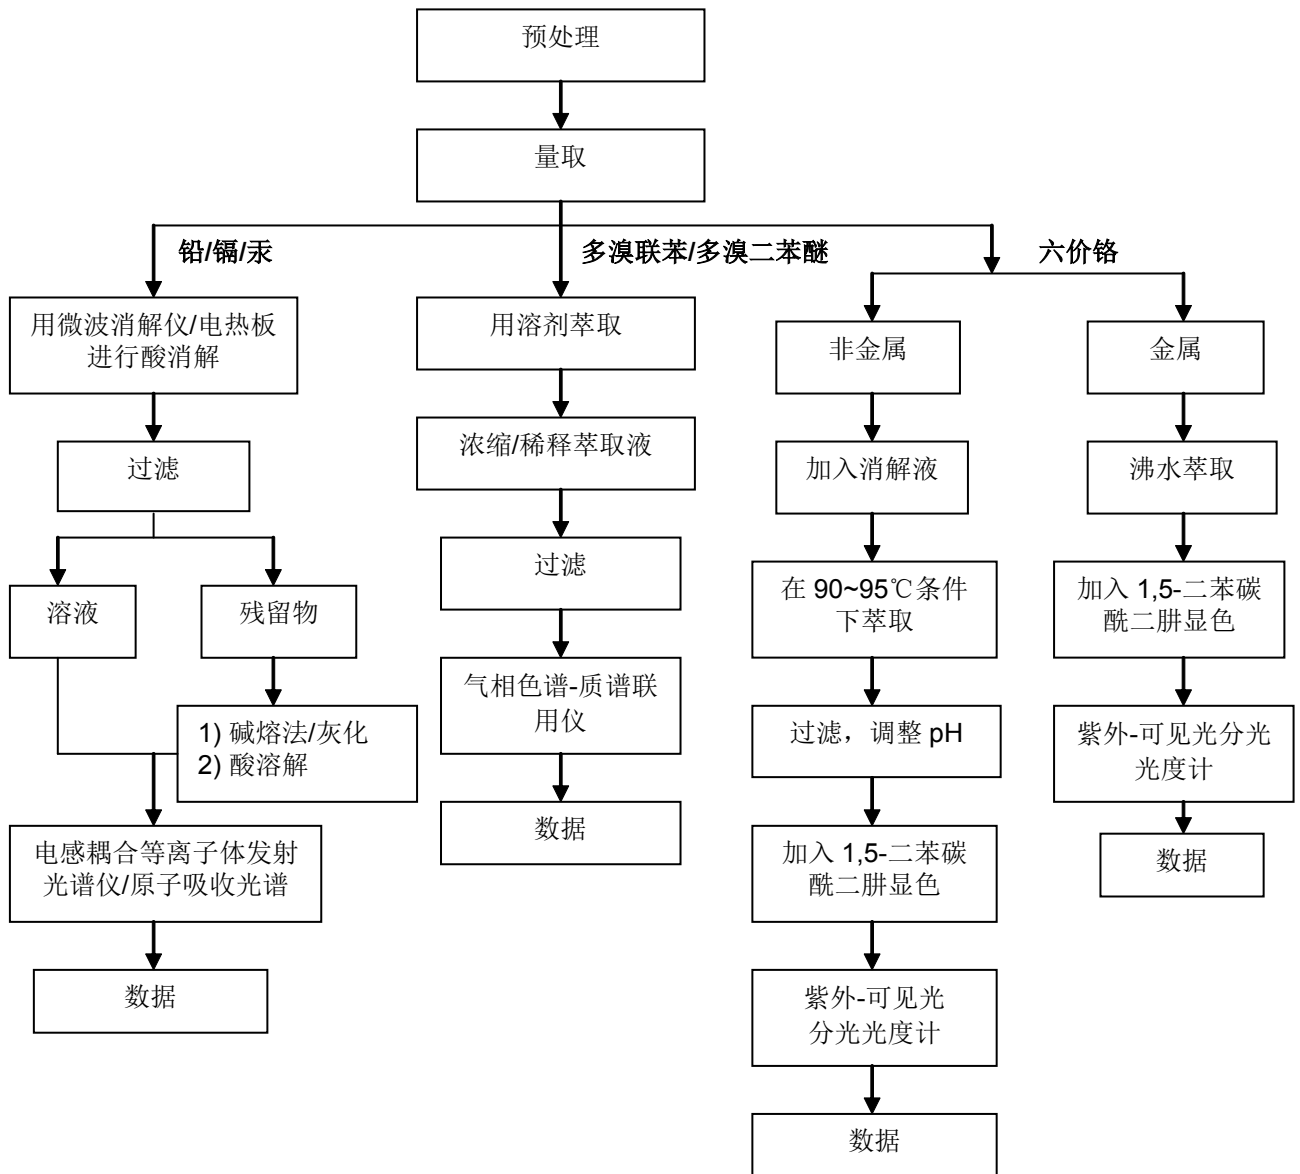 预处理
量取
铅/镉/汞
多溴联苯/多溴二苯醚
六价铬
用微波消解仪/电热板
进行酸消解
过滤
溶液
残留物
1) 碱熔法/灰化
2) 酸溶解
电感耦合等离子体发射
光谱仪/原子吸收光谱
数据
用溶剂萃取
浓缩/稀释萃取液
过滤
气相色谱-质谱联
用仪
数据
非金属
加入消解液
在 90~95℃条件
下萃取
过滤，调整 pH
加入 1,5-二苯碳
酰二肼显色
紫外-可见光
分光光度计
数据
金属
沸水萃取
加入 1,5-二苯碳
酰二肼显色
紫外-可见光分光
光度计
数据